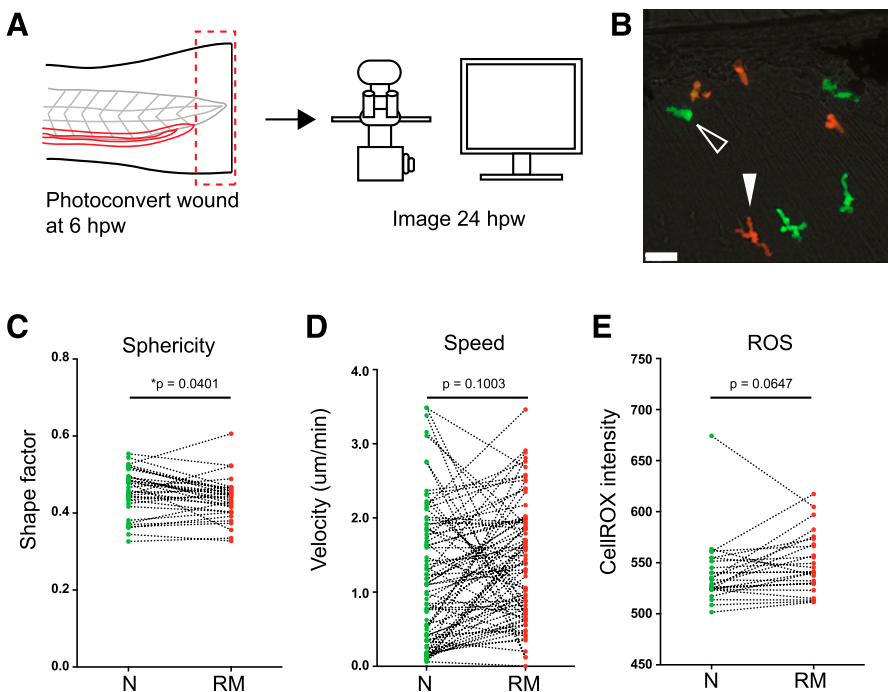 A
Photoconvert wound
at 6 hpw
Image 24 hpw
B
C
Sphericity
*p = 0.0401
Shape factor
0.8
0.6
0.4
0.2
0.0
N
RM
D
Speed
p = 0.1003
Velocity (um/min)
4.0
3.0
2.0
1.0
0.0
N
RM
E
ROS
p = 0.0647
CellROX intensity
750
700
650
600
550
500
450
N
RM